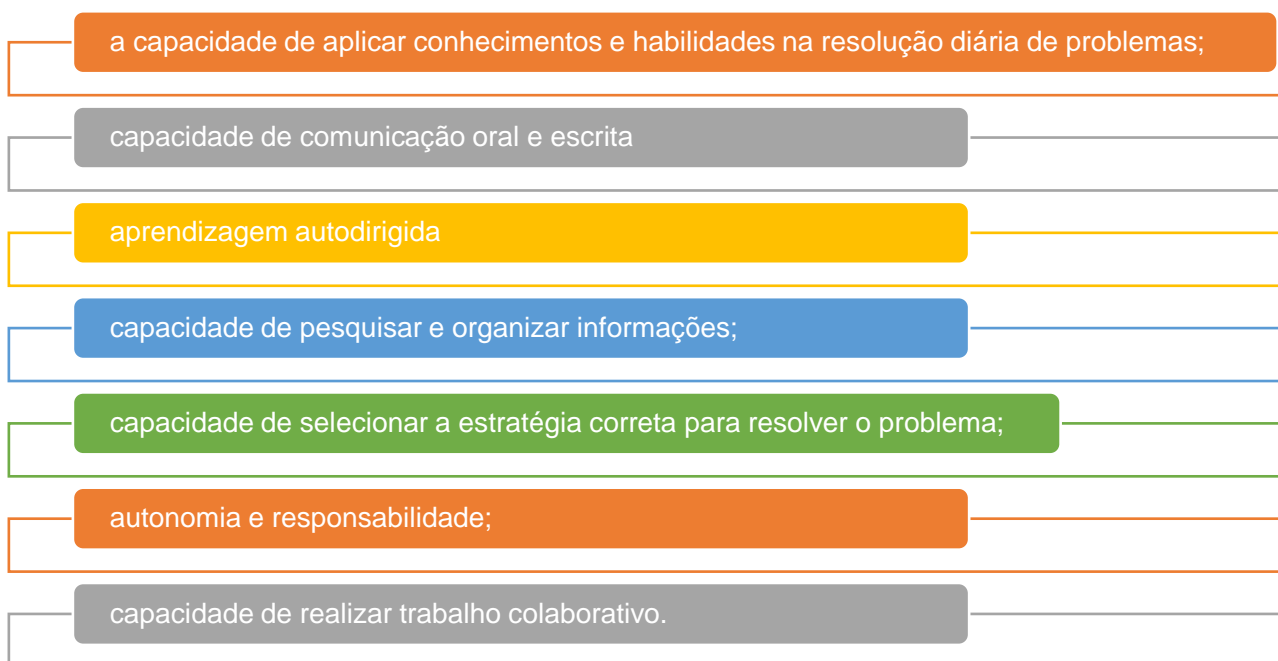 a capacidade de aplicar conhecimentos e habilidades na resolução diária de problemas;
capacidade de comunicação oral e escrita
aprendizagem autodirigida
capacidade de pesquisar e organizar informações;
capacidade de selecionar a estratégia correta para resolver o problema;
autonomia e responsabilidade;
capacidade de realizar trabalho colaborativo.